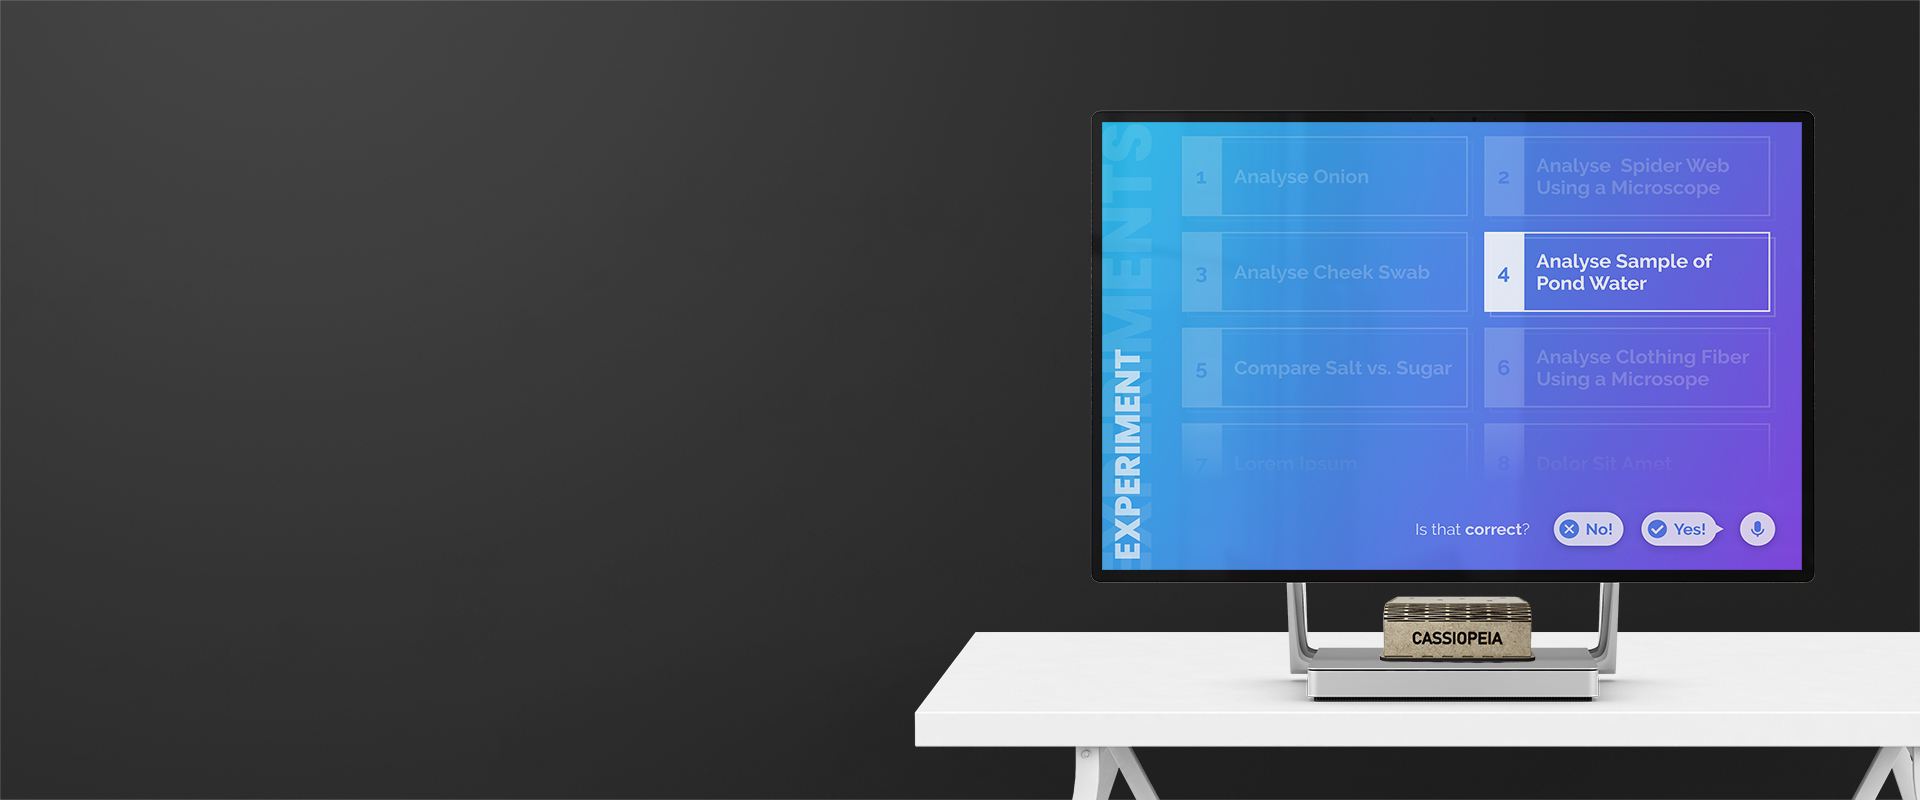 EXPERIMENTS
EXPERIMENT
1
Analyse Onion
2
Analyse Spider Web
Using a Microscope
3
Analyse Cheek Swab
4
Analyse Sample of
Pond Water
5
Compare Salt vs. Sugar
6
Analyse Clothing Fiber
Using a Microsope
7
Lorem Ipsum
8
Dolor Sit Amet
Is that correct?
No!
Yes!
CASSIOPEIA